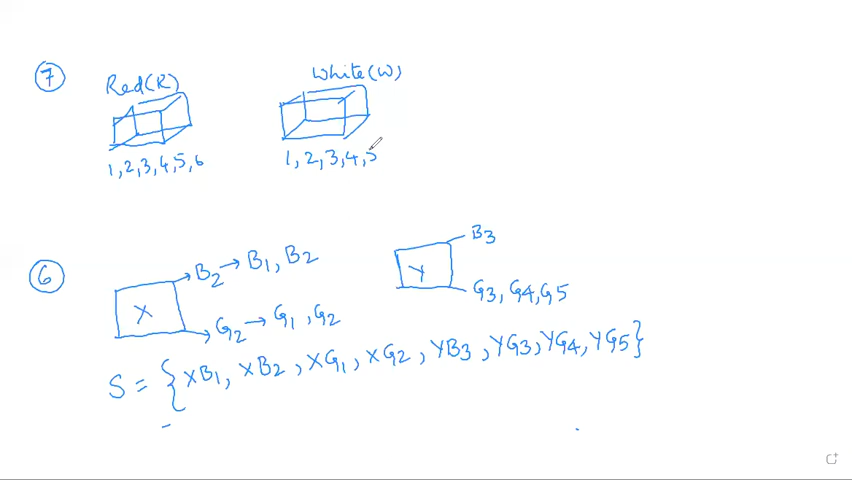 7
Red(R)
White(W)
1,2,3,4,5,6
1,2,3,4,5
6
X
B2 → B1, B2
G2 → G1, G2
Y
B3
G3, G4, G5
S = {XB1, XB2, XG1, XG2, YB3, YG3, YG4, YG5}